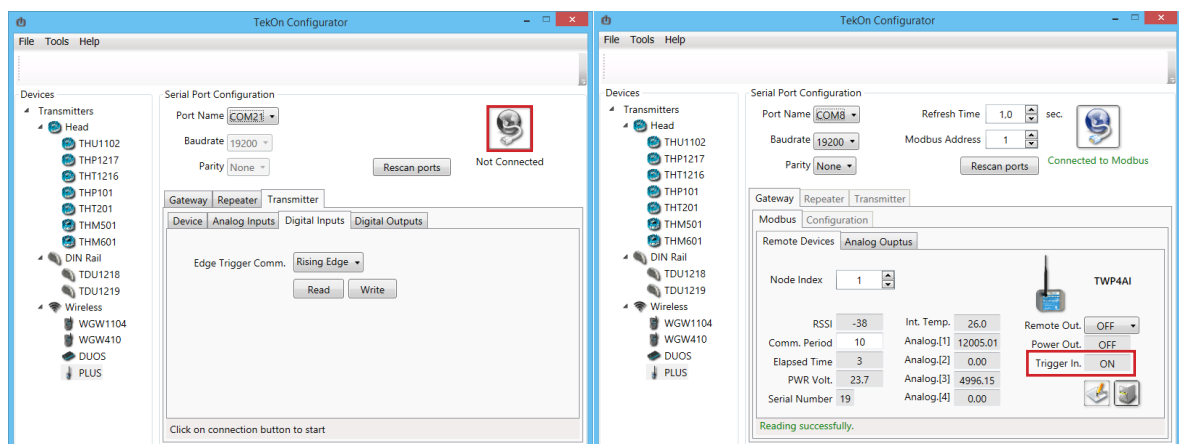 TekOn Configurator
File Tools Help
Devices
Transmitters
Head
THU1102
THP1217
THT1216
THP101
THT201
THM501
THM601
DIN Rail
TDU1218
TDU1219
Wireless
WGW1104
WGW410
DUOS
PLUS
Serial Port Configuration
Port Name COM21
Baudrate 19200
Parity None
Rescan ports
Not Connected
Gateway Repeater Transmitter
Device Analog Inputs Digital Inputs Digital Outputs
Edge Trigger Comm. Rising Edge
Read Write
Click on connection button to start
TekOn Configurator
File Tools Help
Devices
Transmitters
Head
THU1102
THP1217
THT1216
THP101
THT201
THM501
THM601
DIN Rail
TDU1218
TDU1219
Wireless
WGW1104
WGW410
DUOS
PLUS
Serial Port Configuration
Port Name COM8 Refresh Time 1,0 sec.
Baudrate 19200 Modbus Address 1
Parity None Rescan ports Connected to Modbus
Gateway Repeater Transmitter
Modbus Configuration
Remote Devices Analog Ouptus
Node Index 1 TWP4AI
RSSI -38 Int. Temp. 26.0 Remote Out. OFF
Comm. Period 10 Analog.[1] 12005.01 Power Out. OFF
Elapsed Time 3 Analog.[2] 0.00 Trigger In. ON
PWR Volt. 23.7 Analog.[3] 4996.15
Serial Number 19 Analog.[4] 0.00
Reading successfully.